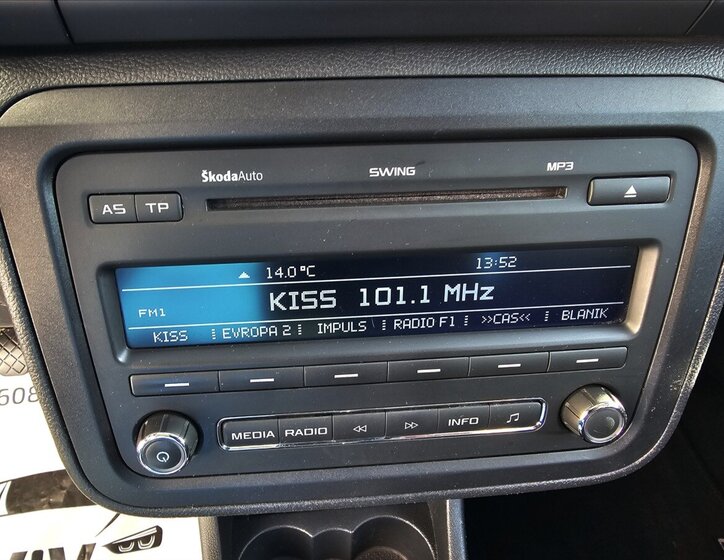 ŠkodaAuto SWING MP3
AS TP
14.0°C 13:52
KISS 101.1 MHz
FM1
KISS EVROPA 2 IMPULS RADIO F1 >>CAS<< BLANIK
MEDIA RADIO INFO
608